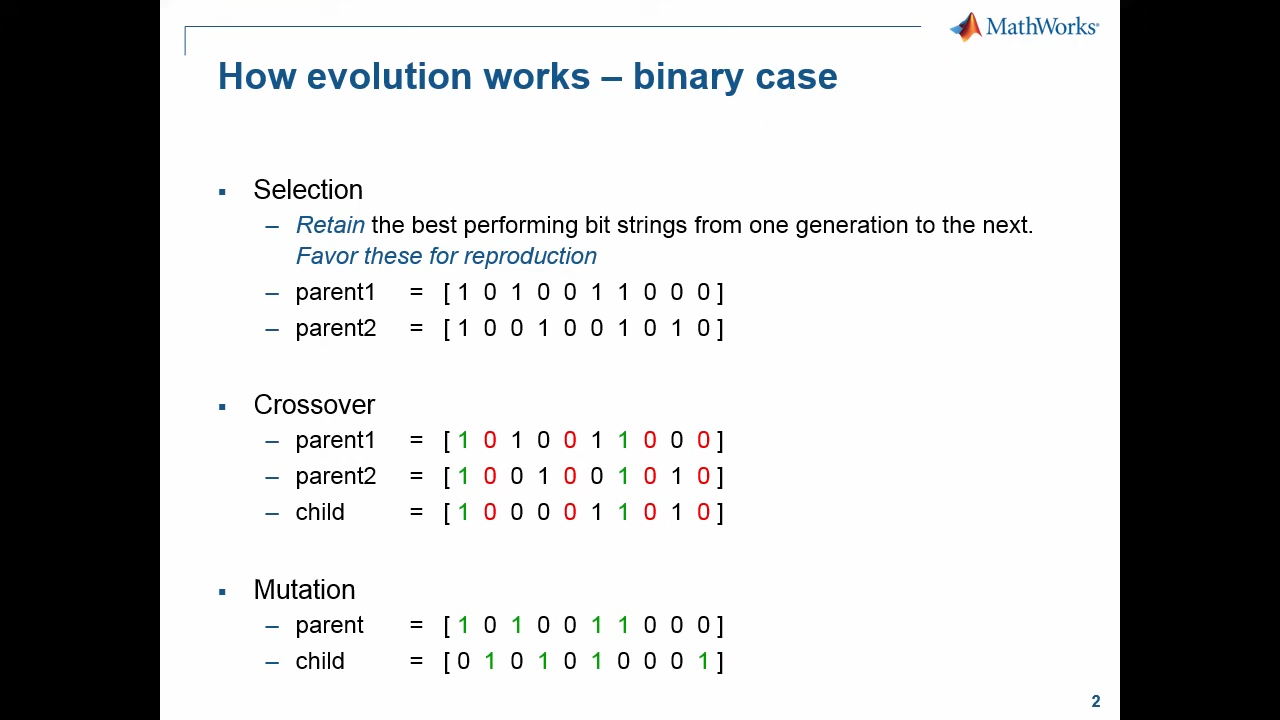 MathWorks®
How evolution works – binary case
▪ Selection
– Retain the best performing bit strings from one generation to the next.
Favor these for reproduction
– parent1 = [ 1 0 1 0 0 1 1 0 0 0 ]
– parent2 = [ 1 0 0 1 0 0 1 0 1 0 ]
▪ Crossover
– parent1 = [ 1 0 1 0 0 1 1 0 0 0 ]
– parent2 = [ 1 0 0 1 0 0 1 0 1 0 ]
– child = [ 1 0 0 0 0 1 1 0 1 0 ]
▪ Mutation
– parent = [ 1 0 1 0 0 1 1 0 0 0 ]
– child = [ 0 1 0 1 0 1 0 0 0 1 ]
2